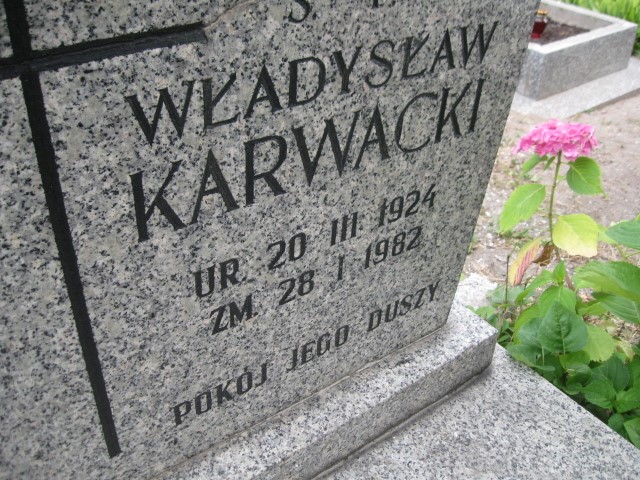 WŁADYSŁAW
KARWACKI
UR. 20 III 1924
ZM. 28 I 1982
POKÓJ JEGO DUSZY